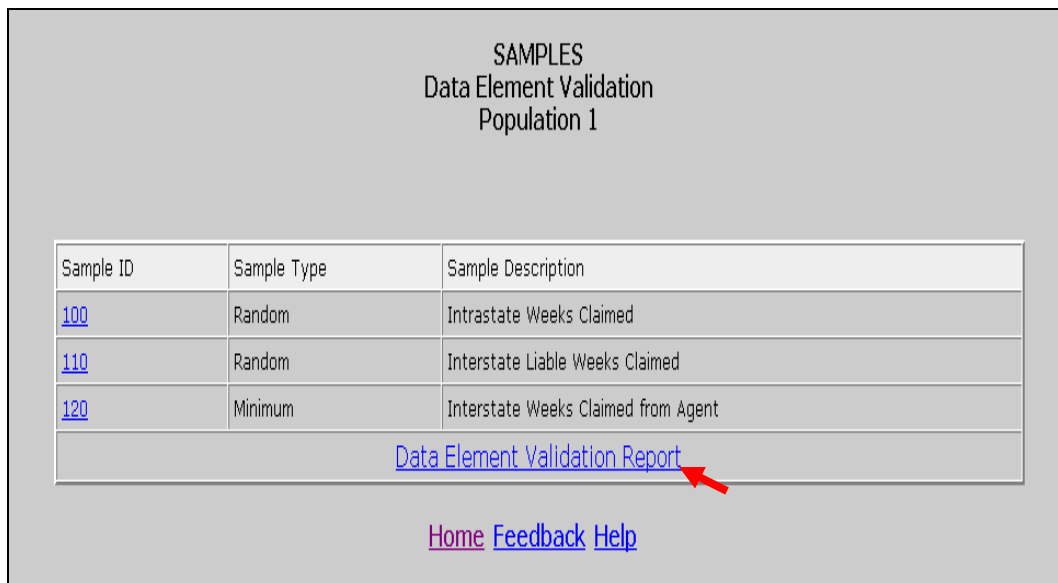 SAMPLES
Data Element Validation
Population 1
Sample ID Sample Type Sample Description
100 Random Intrastate Weeks Claimed
110 Random Interstate Liable Weeks Claimed
120 Minimum Interstate Weeks Claimed from Agent
Data Element Validation Report
Home Feedback Help